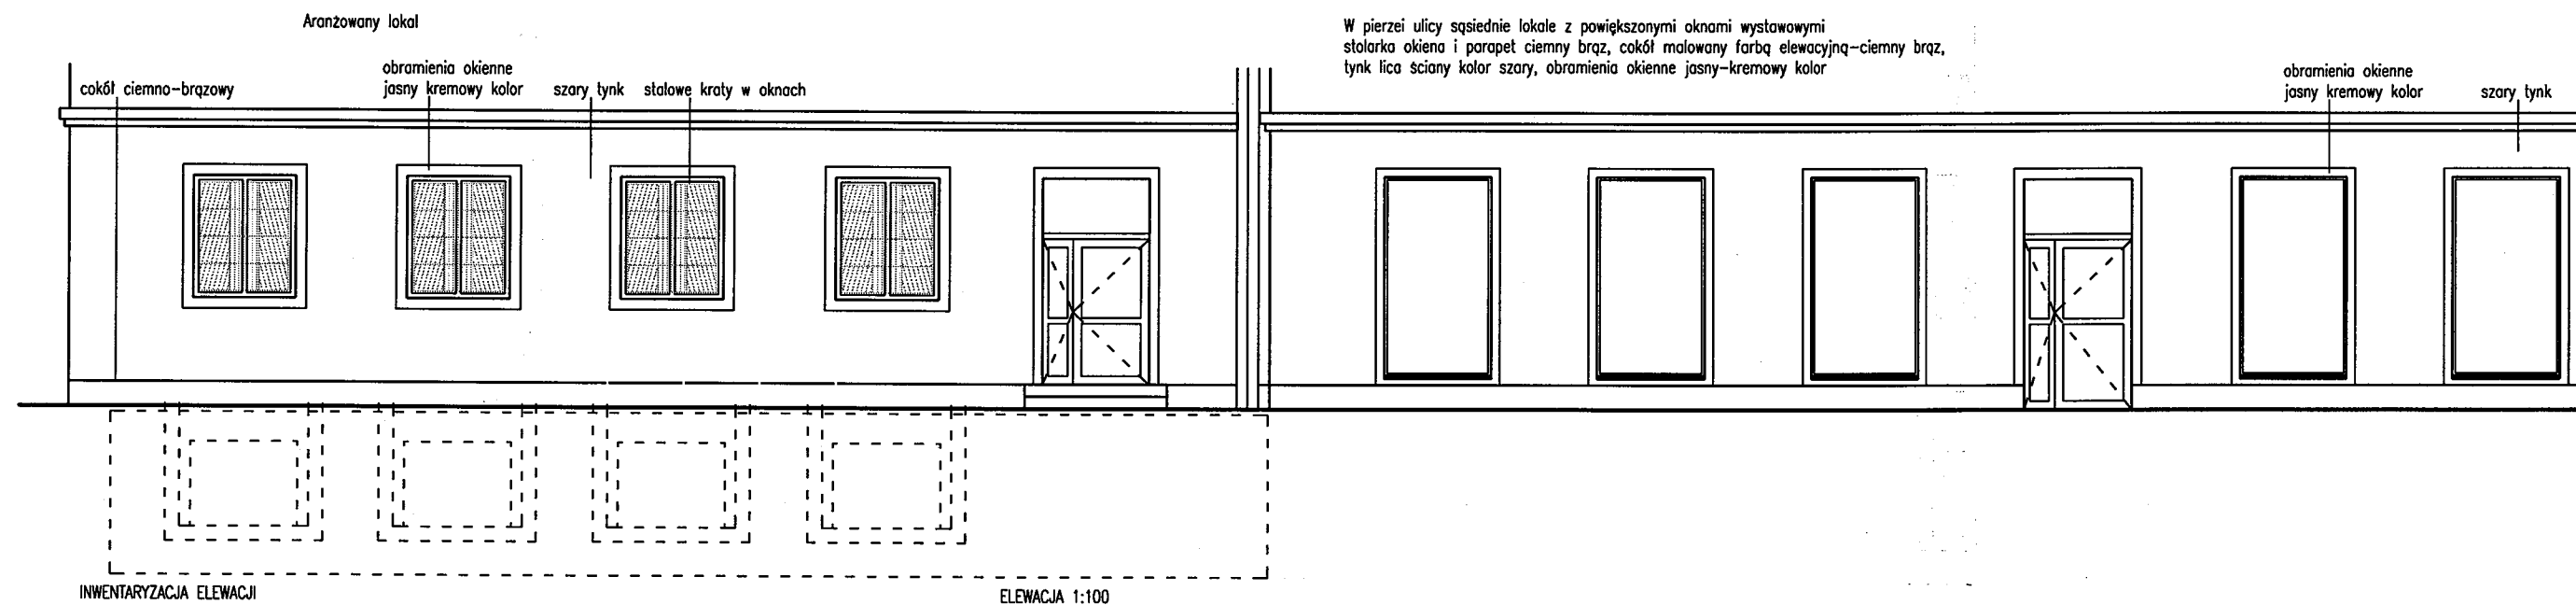 Aranżowany lokal
cokół ciemno-brązowy
obramienia okienne
jasny kremowy kolor
szary tynk
stalowe kraty w oknach
W pierzei ulicy sąsiednie lokale z powiększonymi oknami wystawowymi
stolarka okiena i parapet ciemny brąz, cokół malowany farbą elewacyjną-ciemny brąz,
tynk lica ściany kolor szary, obramienia okienne jasny-kremowy kolor
obramienia okienne
jasny kremowy kolor
szary tynk
INWENTARYZACJA ELEWACJI
ELEWACJA 1:100